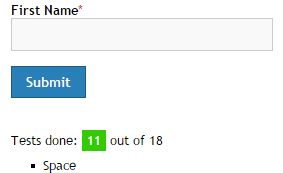 First Name*
Submit
Tests done: 11 out of 18
Space